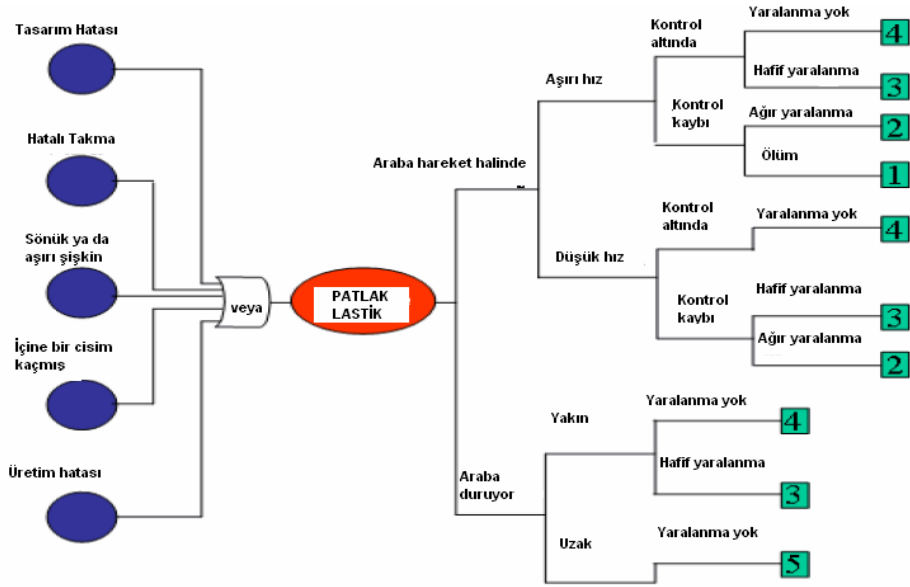 Tasarım Hatası
Hatalı Takma
Sönük ya da
aşırı şişkin
İçine bir cisim
kaçmış
Üretim hatası
veya
PATLAK
LASTİK
Araba hareket halinde
Aşırı hız
Kontrol
altında
Yaralanma yok
4
Hafif yaralanma
3
Kontrol
kaybı
Ağır yaralanma
2
Ölüm
1
Düşük hız
Kontrol
altında
Yaralanma yok
4
Kontrol
kaybı
Hafif yaralanma
3
Ağır yaralanma
2
Araba
duruyor
Yakın
Yaralanma yok
4
Hafif yaralanma
3
Uzak
Yaralanma yok
5